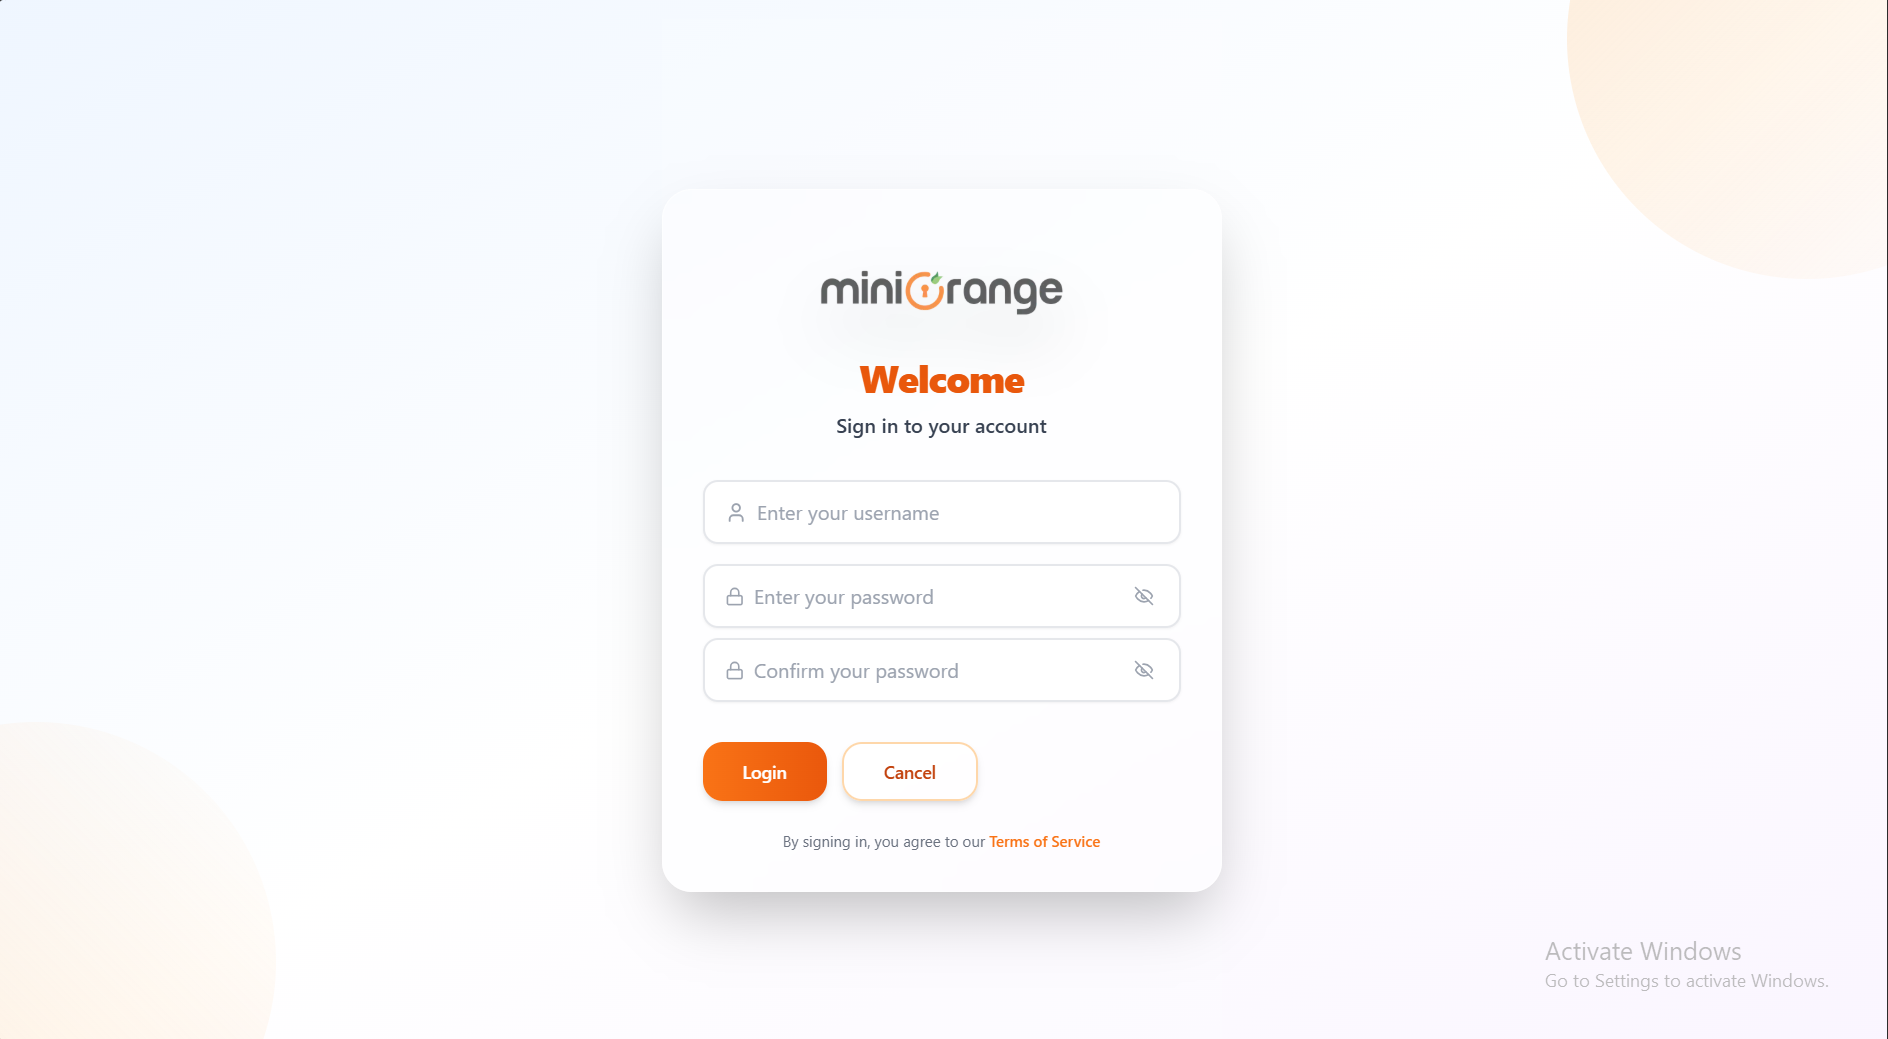 miniOrange
Welcome
Sign in to your account
Enter your username
Enter your password
Confirm your password
Login Cancel
By signing in, you agree to our Terms of Service
Activate Windows
Go to Settings to activate Windows.